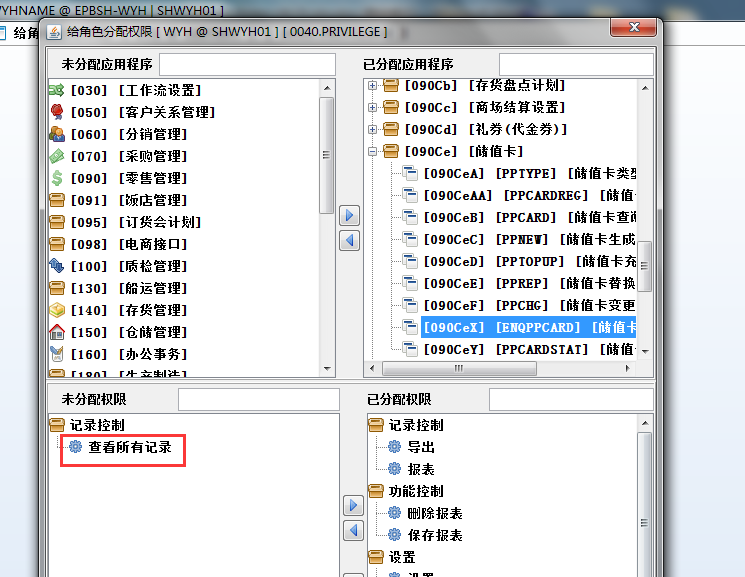 WYHNAME @ EPBSH-WYH | SHWYH01 ]
给角
给角色分配权限 [ WYH @ SHWYH01 ] [ 0040.PRIVILEGE ]
未分配应用程序
[030] [工作流设置]
[050] [客户关系管理]
[060] [分销管理]
[070] [采购管理]
[090] [零售管理]
[091] [饭店管理]
[095] [订货会计划]
[098] [电商接口]
[100] [质检管理]
[130] [船运管理]
[140] [存货管理]
[150] [仓储管理]
[160] [办公事务]
[180] [生产制造]
已分配应用程序
[090Cb] [存货盘点计划]
[090Cc] [商场结算设置]
[090Cd] [礼券(代金券)]
[090Ce] [储值卡]
[090CeA] [PPTYPE] [储值卡类型
[090CeAA] [PPCARDREG] [储值
[090CeB] [PPCARD] [储值卡查询
[090CeC] [PPNEW] [储值卡生成
[090CeD] [PPTOPUP] [储值卡充
[090CeE] [PPREP] [储值卡替换
[090CeF] [PPCHG] [储值卡变更
[090CeX] [ENQPPCARD] [储值卡
[090CeY] [PPCARDSTAT] [储值
未分配权限
记录控制
查看所有记录
已分配权限
记录控制
导出
报表
功能控制
删除报表
保存报表
设置
设置